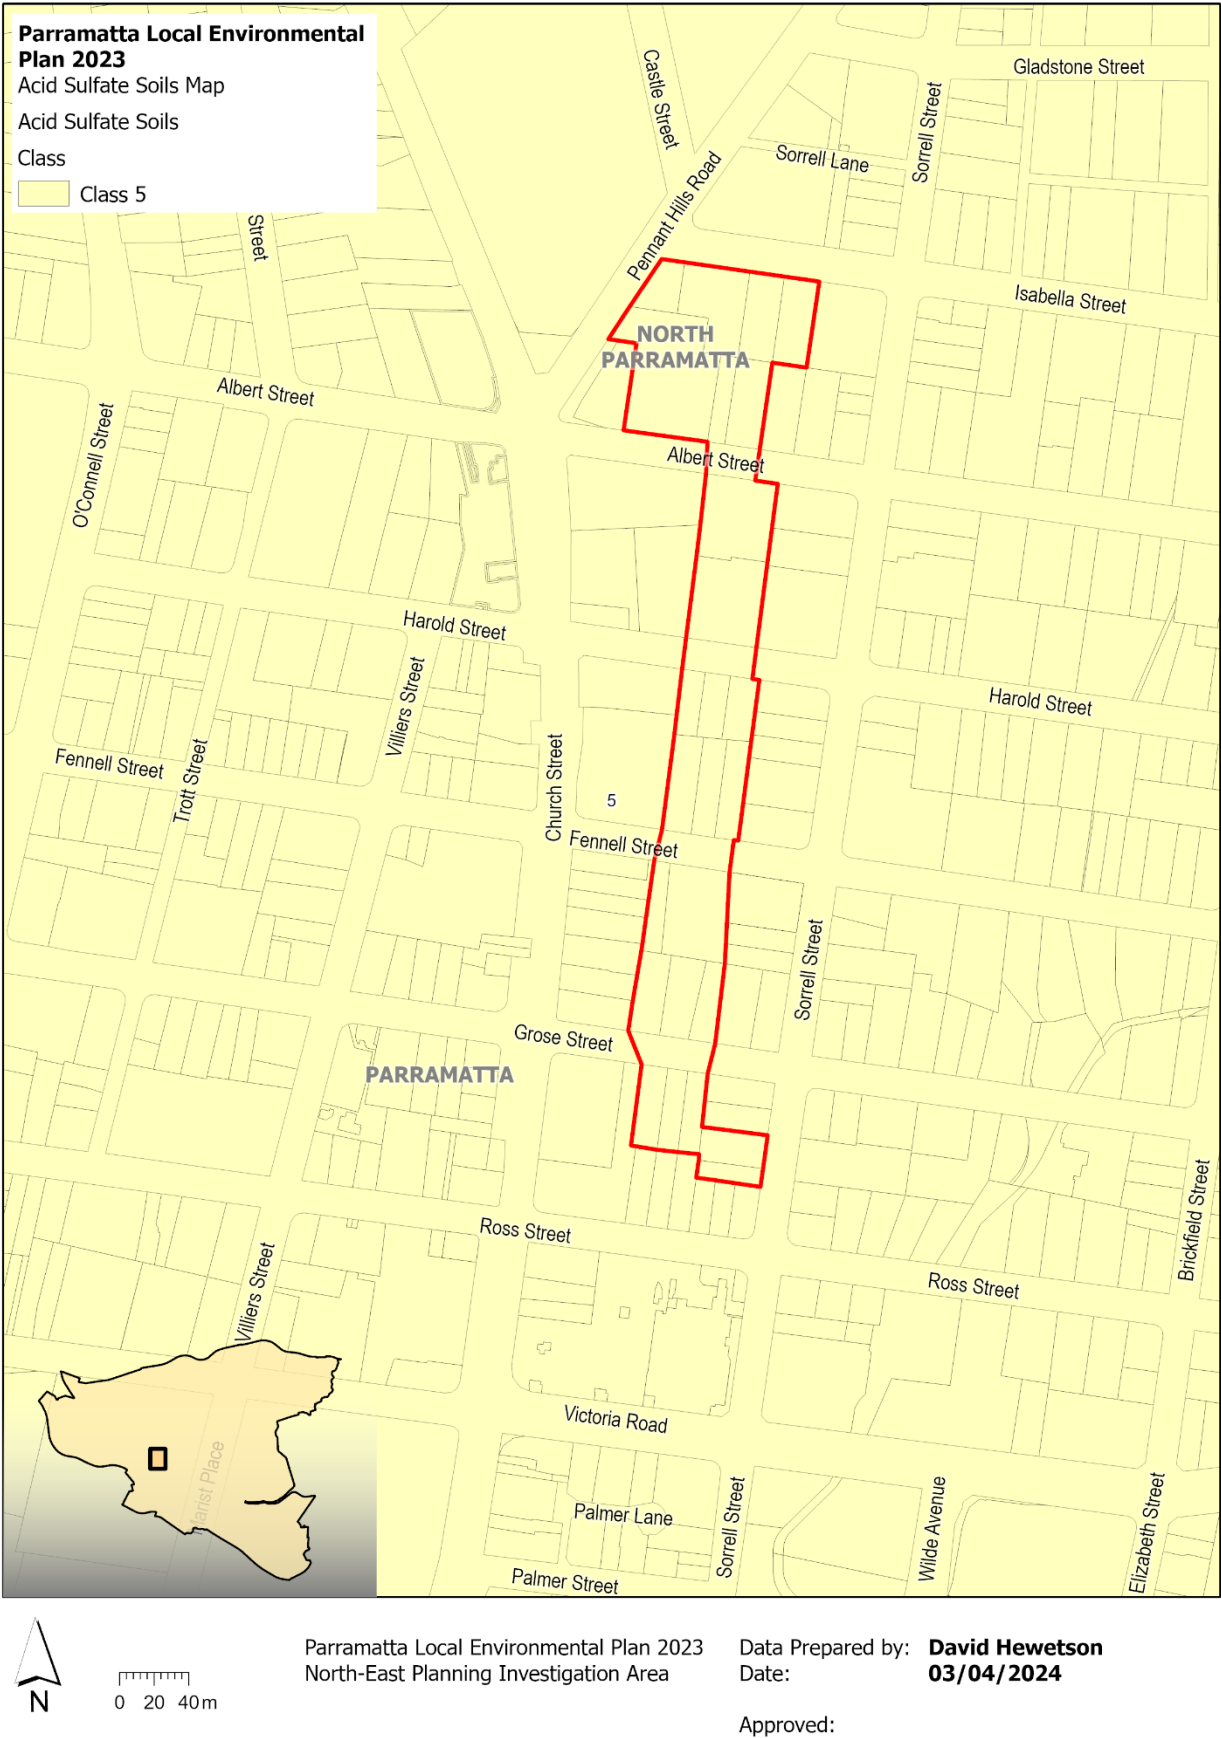 Parramatta Local Environmental
Plan 2023
Acid Sulfate Soils Map
Acid Sulfate Soils
Class
Class 5
Castle Street
Gladstone Street
Sorrell Street
Sorrell Lane
Pennant Hills Road
Street
Isabella Street
NORTH
PARRAMATTA
Albert Street
O'Connell Street
Albert Street
Harold Street
Villiers Street
Harold Street
Fennell Street
Trott Street
Church Street
5
Fennell Street
Sorrell Street
Grose Street
PARRAMATTA
Ross Street
Brickfield Street
Villiers Street
Ross Street
Victoria Road
Marist Place
Palmer Lane
Sorrell Street
Wilde Avenue
Elizabeth Street
Palmer Street
N
0 20 40m
Parramatta Local Environmental Plan 2023
North-East Planning Investigation Area
Data Prepared by: David Hewetson
Date: 03/04/2024
Approved: